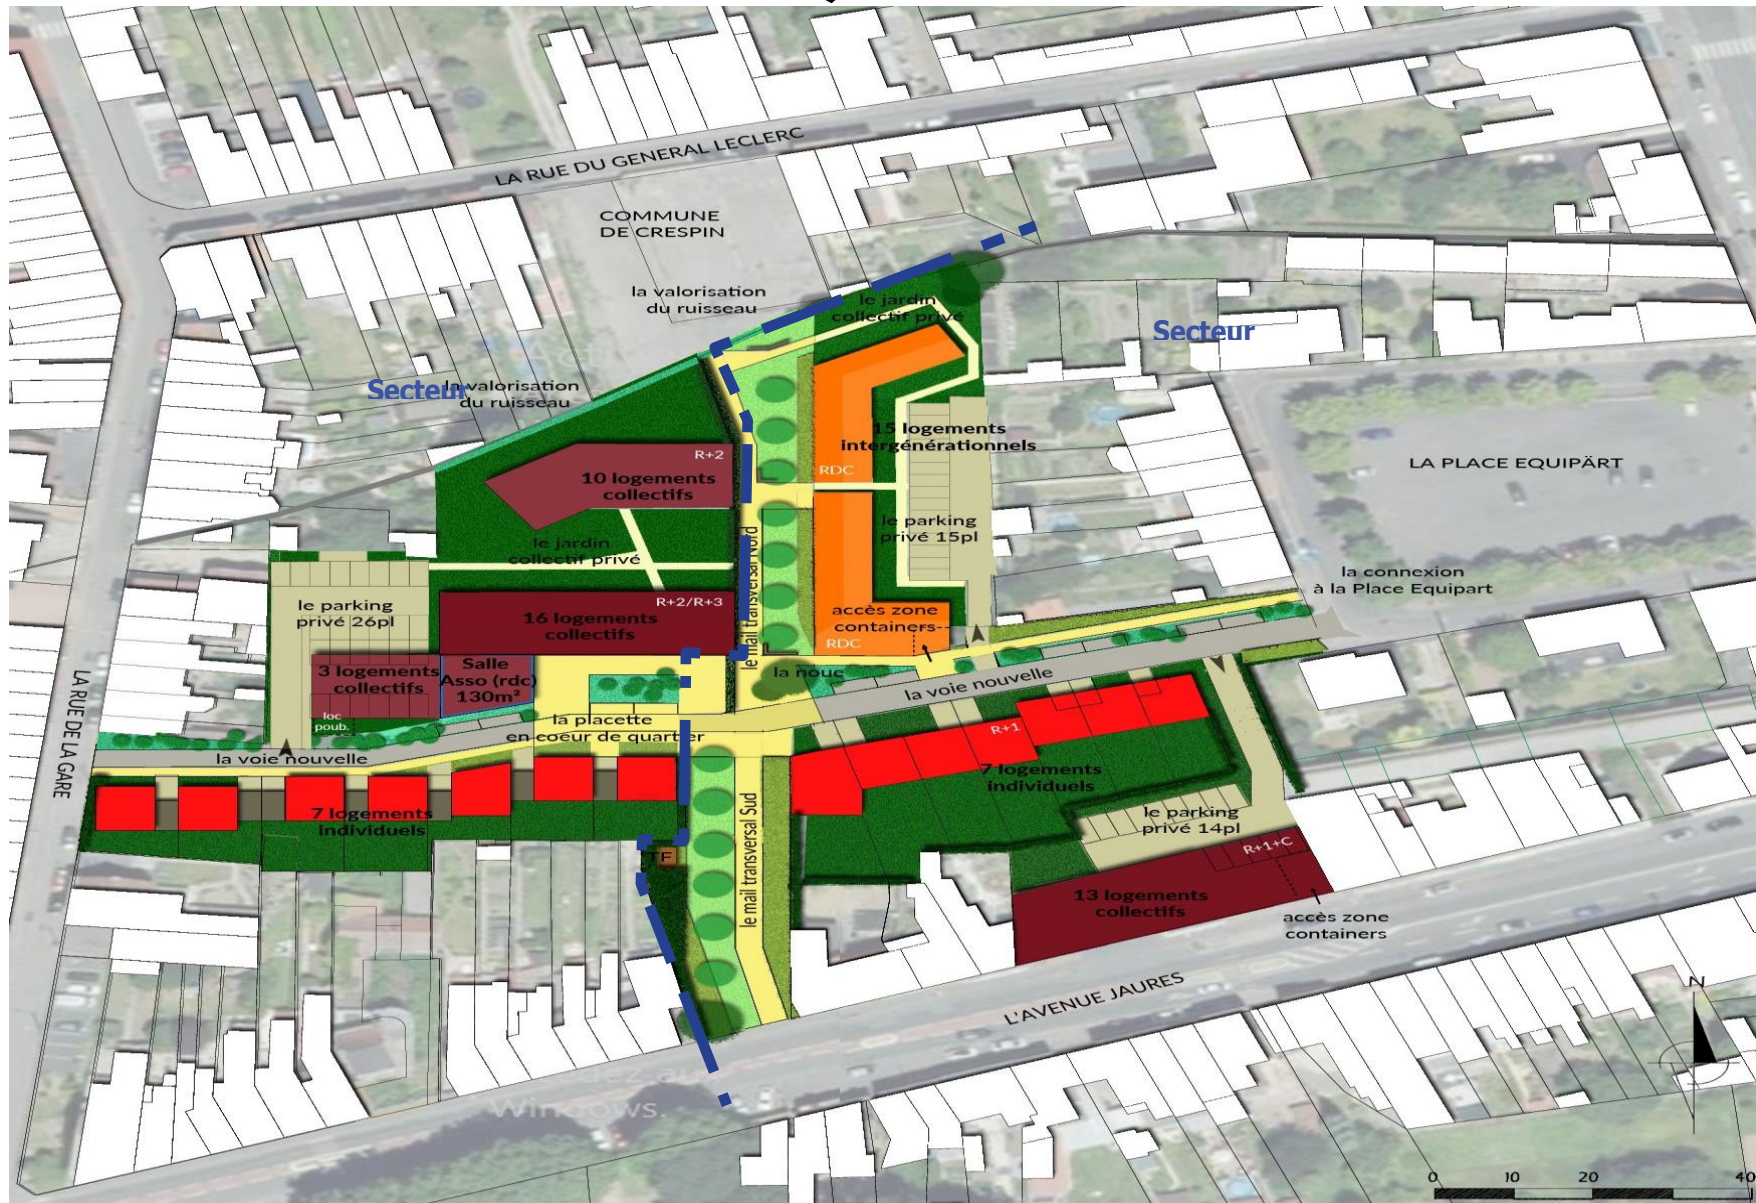 LA RUE DU GENERAL LECLERC
COMMUNE
DE CRESPIN
la valorisation
du ruisseau
le jardin
collectif privé
Secteur
Secteur
la valorisation
du ruisseau
15 logements
intergénérationnels
R+2
10 logements
collectifs
RDC
LA PLACE EQUIPÄRT
le parking
privé 15pl
le jardin
collectif privé
le mail transversal Nord
la connexion
à la Place Equipart
le parking
privé 26pl
R+2/R+3
16 logements
collectifs
accès zone
containers
RDC
3 logements
collectifs
Salle
Asso (rdc)
130m²
la noue
la voie nouvelle
loc
poub.
la placette
en coeur de quartier
LA RUE DE LA GARE
la voie nouvelle
R+1
7 logements
individuels
7 logements
individuels
le mail transversal Sud
le parking
privé 14pl
TF
R+1+C
13 logements
collectifs
accès zone
containers
L'AVENUE JAURES
N
Windows.
0 10 20 40